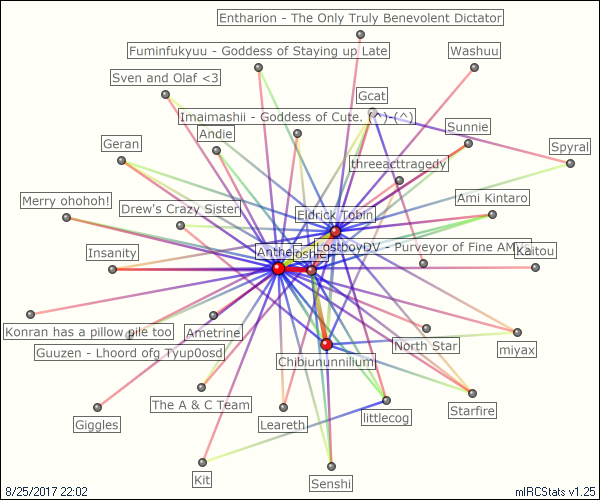 Entharion - The Only Truly Benevolent Dictator
Fuminfukyuu - Goddess of Staying up Late
Washuu
Sven and Olaf <3
Gcat
Imaimashii - Goddess of Cute. (^)-(^)
Andie
Sunnie
Geran
Spyral
threeacttragedy
Merry ohohoh!
Ami Kintaro
Drew's Crazy Sister
Eldrick Tobin
Insanity
LostboyDV - Purveyor of Fine AMVs
Kaitou
Konran has a pillow pile too
Ametrine
Guuzen - Lhoord ofg Tyup0osd
North Star
miyax
Chibiununnilium
The A & C Team
Giggles
Leareth
littlecog
Starfire
Kit
Senshi
8/25/2017 22:02
mIRCStats v1.25